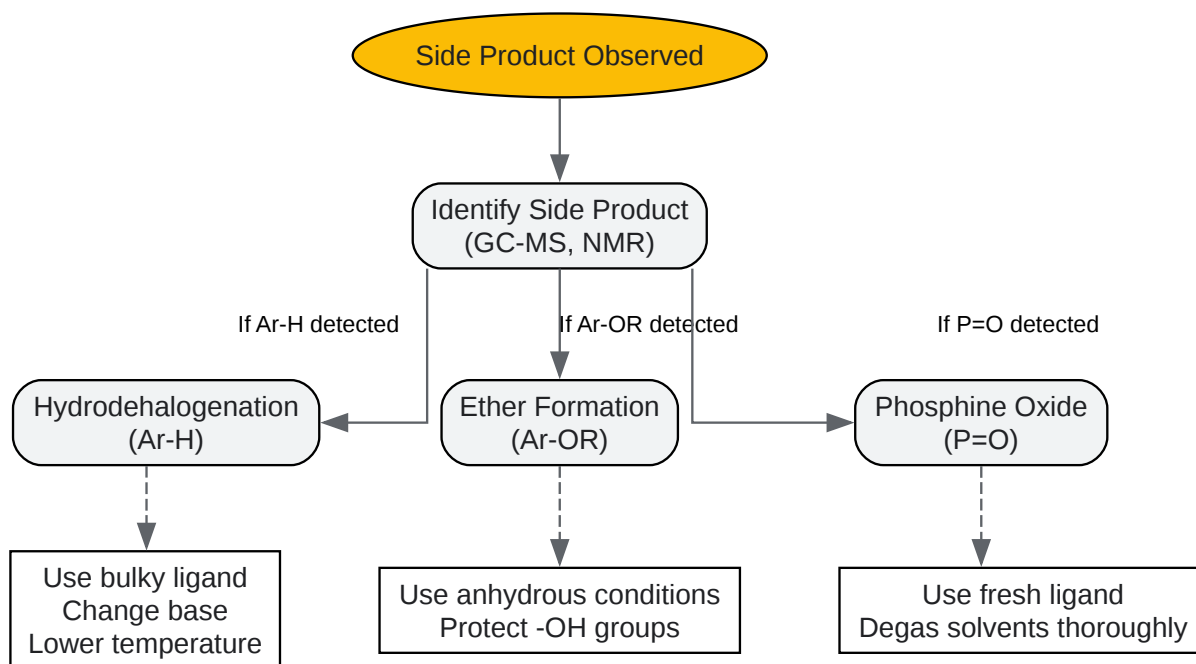 Side Product Observed
Identify Side Product
(GC-MS, NMR)
If Ar-H detected
If Ar-OR detected
If P=O detected
Hydrodehalogenation
(Ar-H)
Ether Formation
(Ar-OR)
Phosphine Oxide
(P=O)
Use bulky ligand
Change base
Lower temperature
Use anhydrous conditions
Protect -OH groups
Use fresh ligand
Degas solvents thoroughly